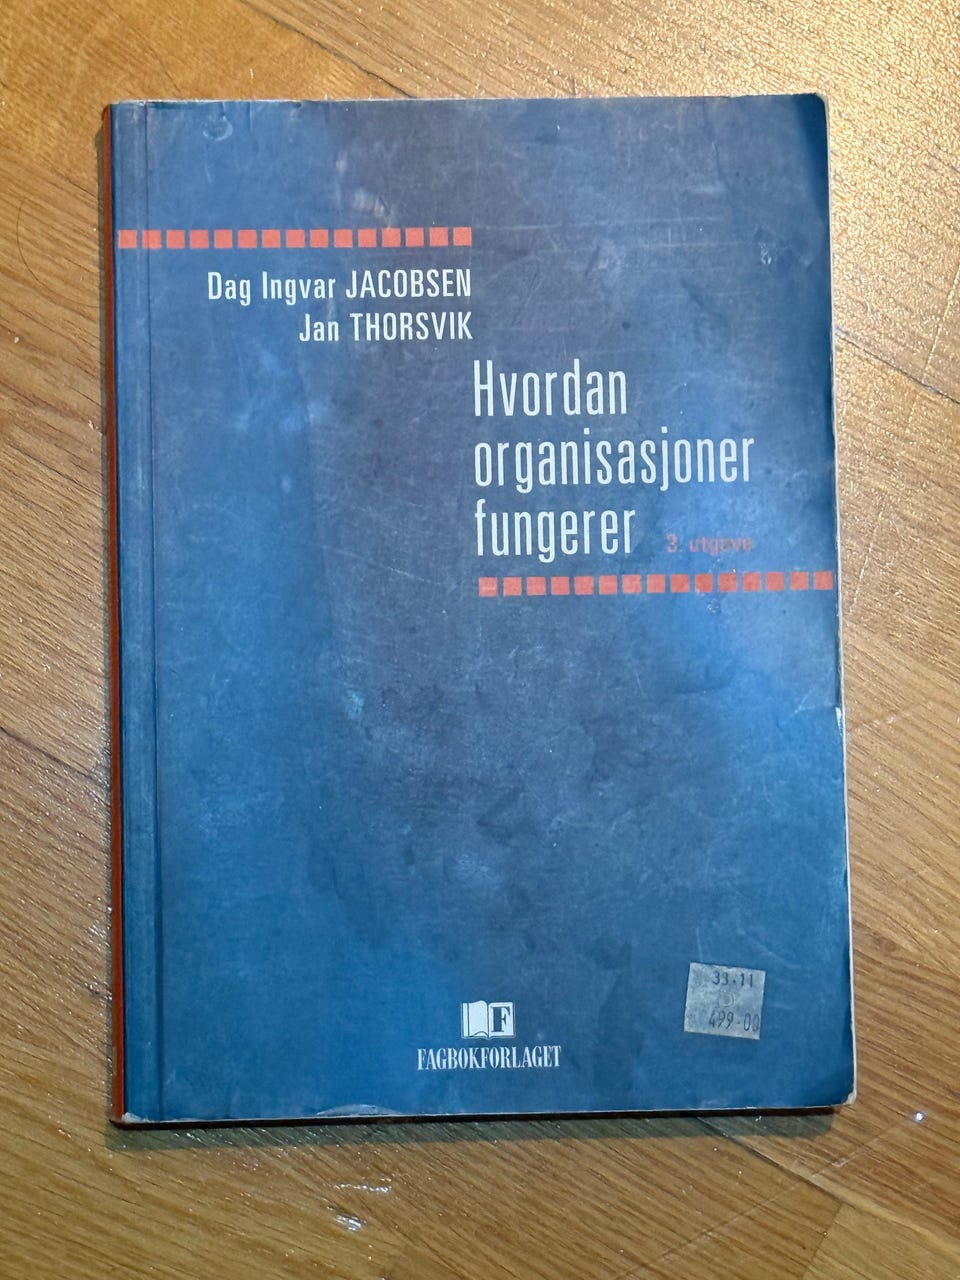 Dag Ingvar JACOBSEN
Jan THORSVIK
Hvordan
organisasjoner
fungerer 3. utgave
F
FAGBOKFORLAGET
33-11
499-00